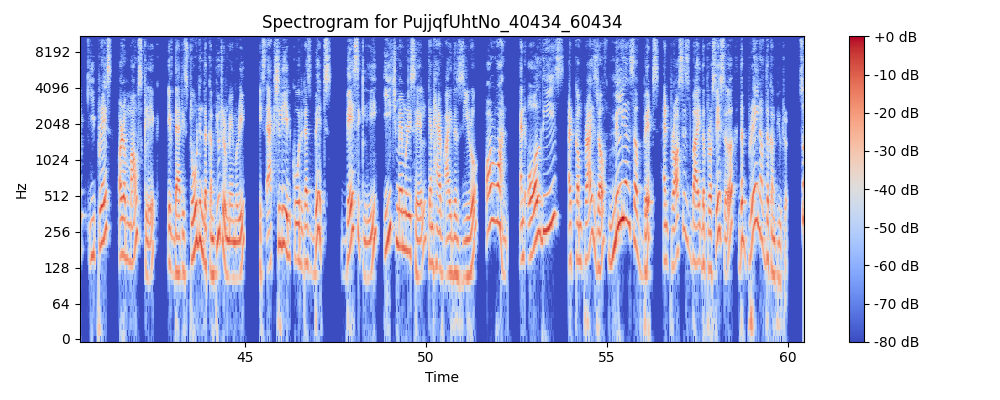 Spectrogram for PujjqfUhtNo_40434_60434
8192
4096
2048
1024
512
256
128
64
0
Hz
45
50
55
60
Time
+0 dB
-10 dB
-20 dB
-30 dB
-40 dB
-50 dB
-60 dB
-70 dB
-80 dB